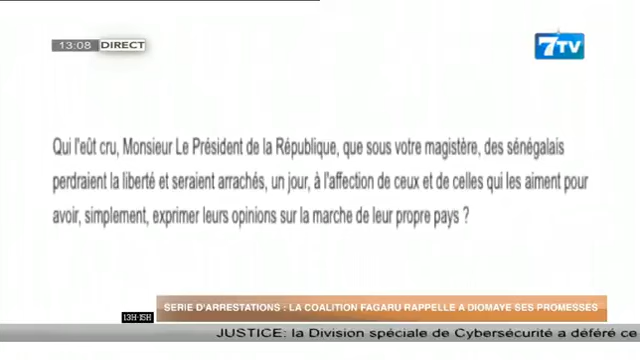 13:08 DIRECT
7TV
Qui l'eût cru, Monsieur Le Président de la République, que sous votre magistère, des sénégalais
perdraient la liberté et seraient arrachés, un jour, à l'affection de ceux et de celles qui les aiment pour
avoir, simplement, exprimer leurs opinions sur la marche de leur propre pays ?
SERIE D'ARRESTATIONS : LA COALITION FAGARU RAPPELLE A DIOMAYE SES PROMESSES
13H-15H
JUSTICE: la Division spéciale de Cybersécurité a déféré ce